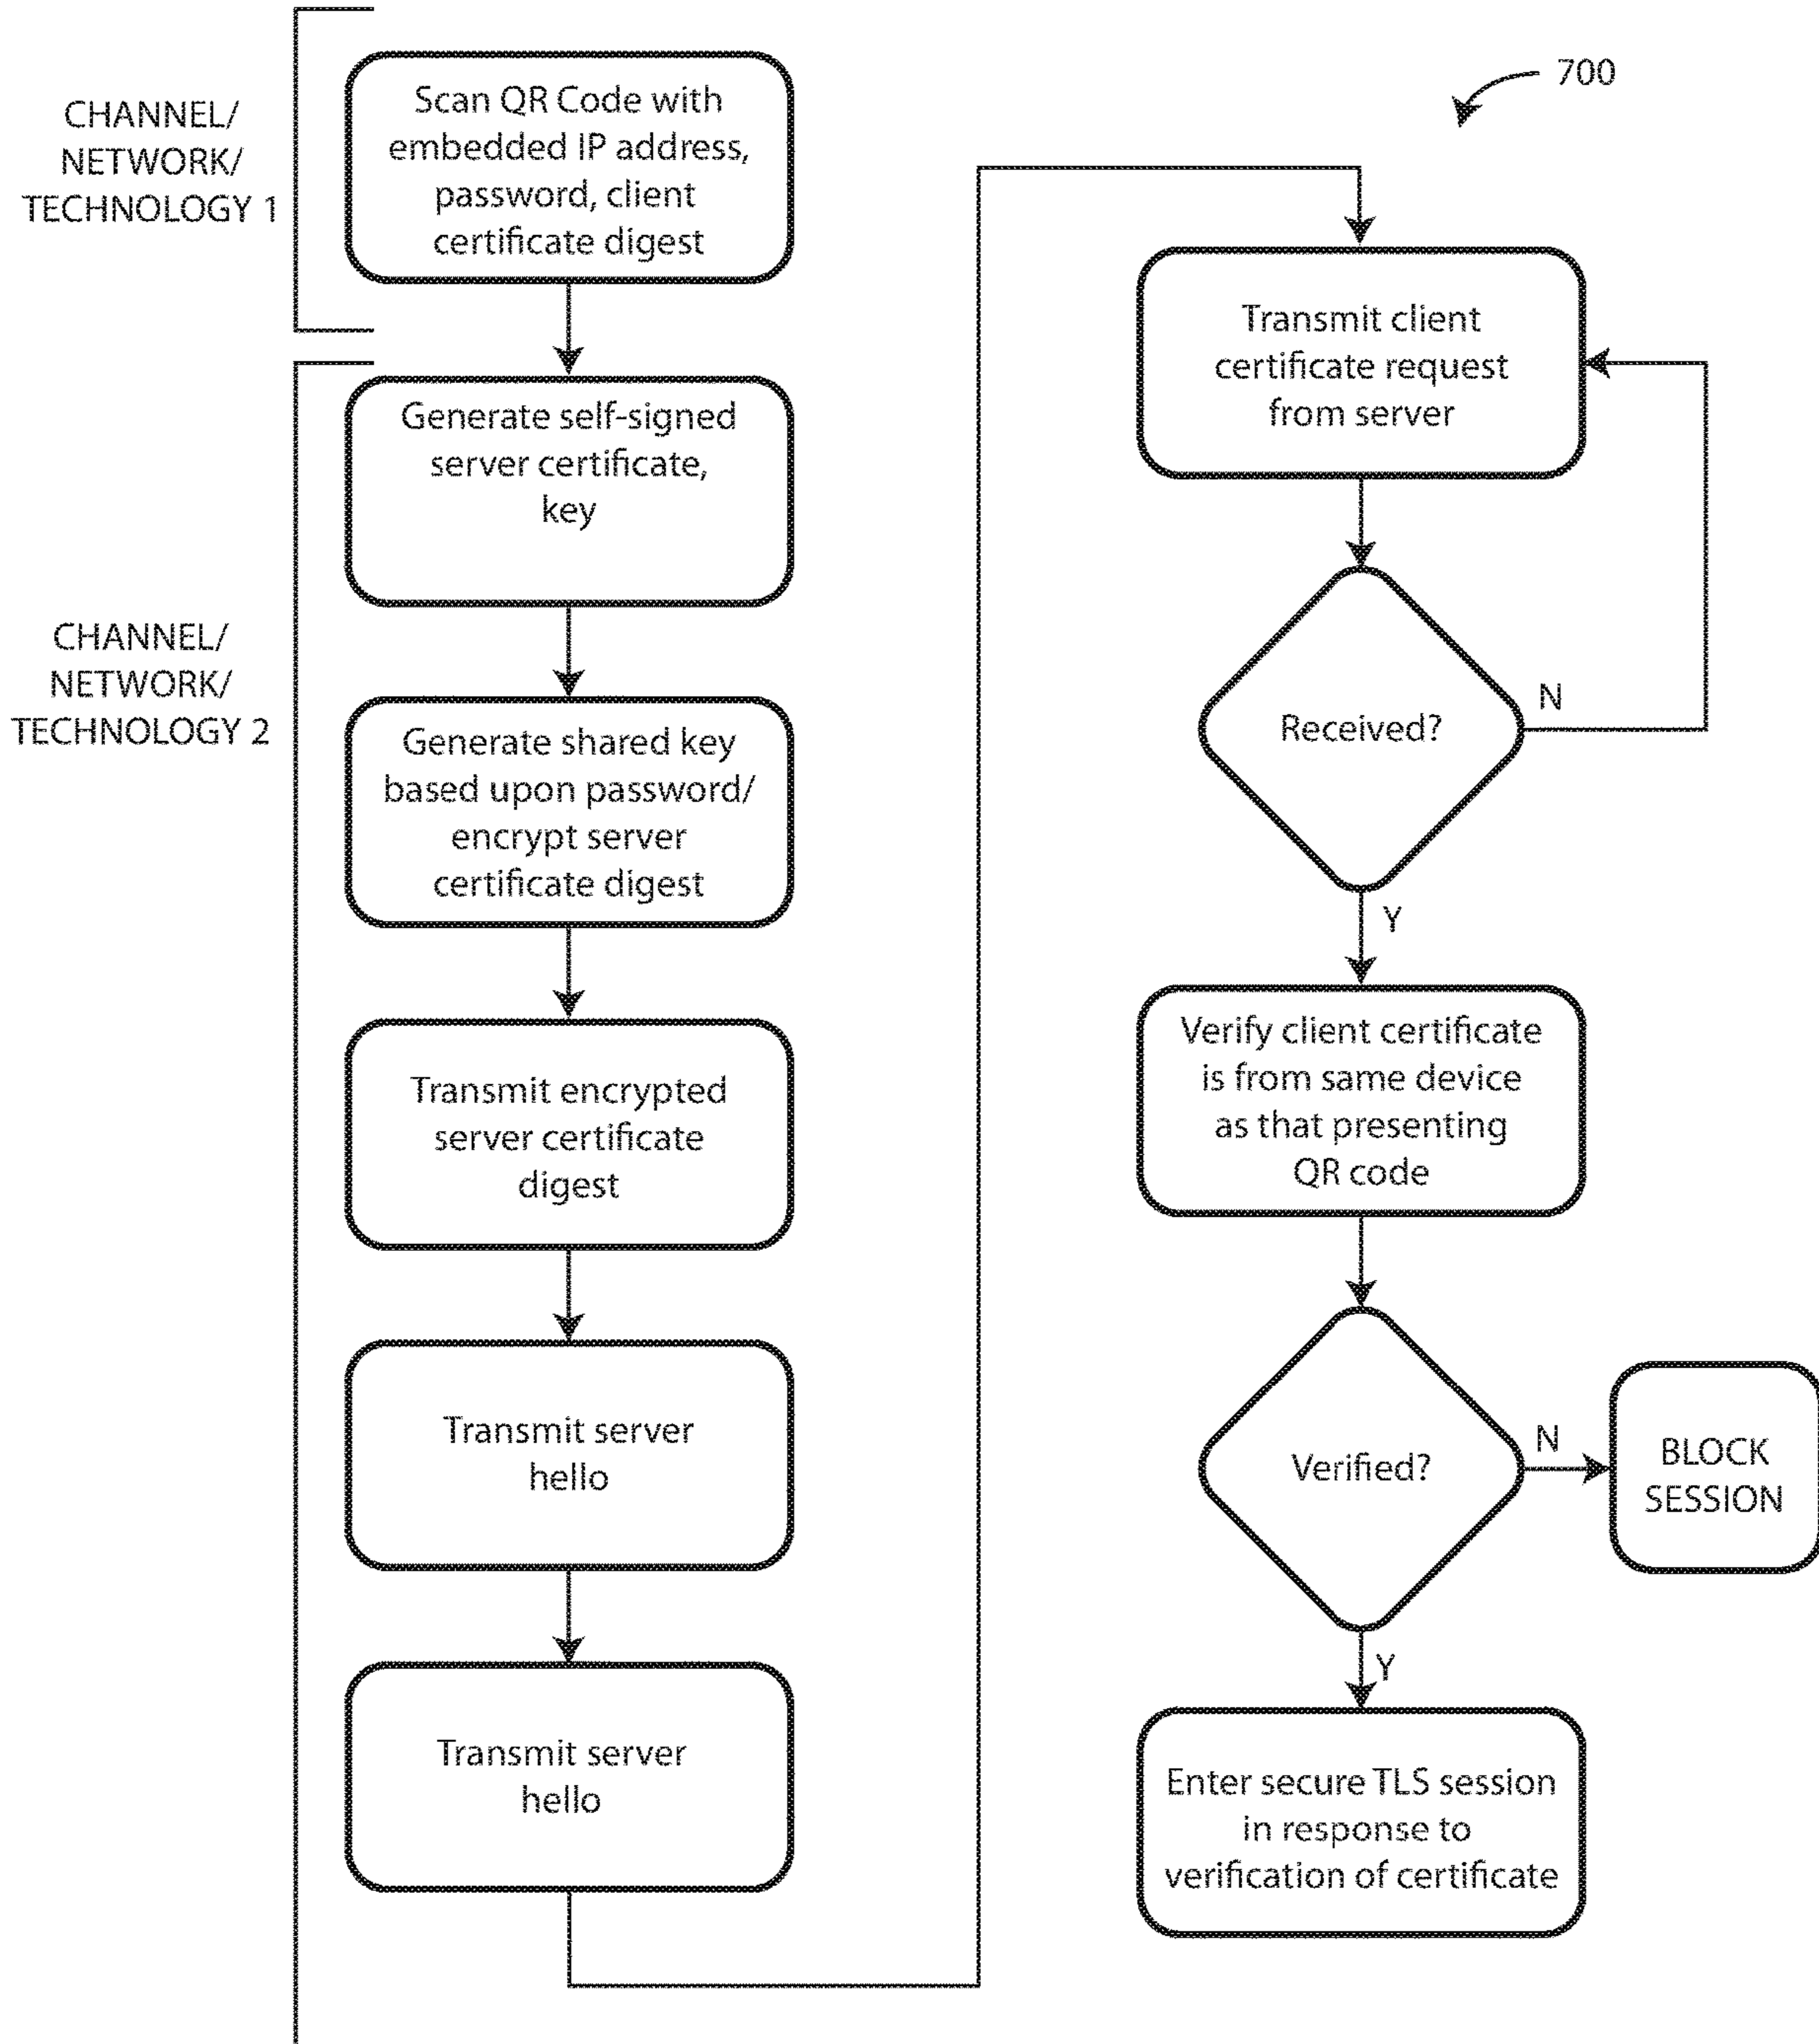 CHANNEL/
NETWORK/
TECHNOLOGY 1
Scan QR Code with
embedded IP address,
password, client
certificate digest
CHANNEL/
NETWORK/
TECHNOLOGY 2
Generate self-signed
server certificate,
key
Generate shared key
based upon password/
encrypt server
certificate digest
Transmit encrypted
server certificate
digest
Transmit server
hello
Transmit server
hello
700
Transmit client
certificate request
from server
Received?
N
Y
Verify client certificate
is from same device
as that presenting
QR code
Verified?
N
BLOCK
SESSION
Y
Enter secure TLS session
in response to
verification of certificate